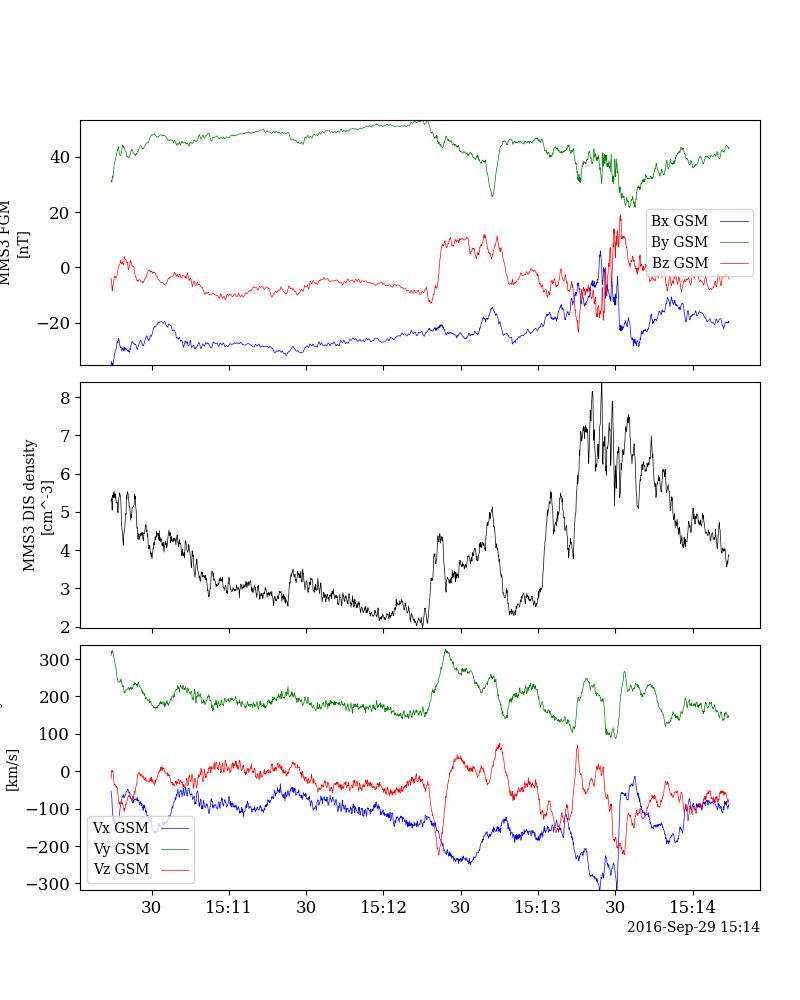 MMS3 FGM
[nT]
40
20
0
−20
Bx GSM
By GSM
Bz GSM
MMS3 DIS density
[cm^-3]
8
7
6
5
4
3
2
[km/s]
300
200
100
0
−100
−200
−300
Vx GSM
Vy GSM
Vz GSM
30 15:11 30 15:12 30 15:13 30 15:14
2016-Sep-29 15:14